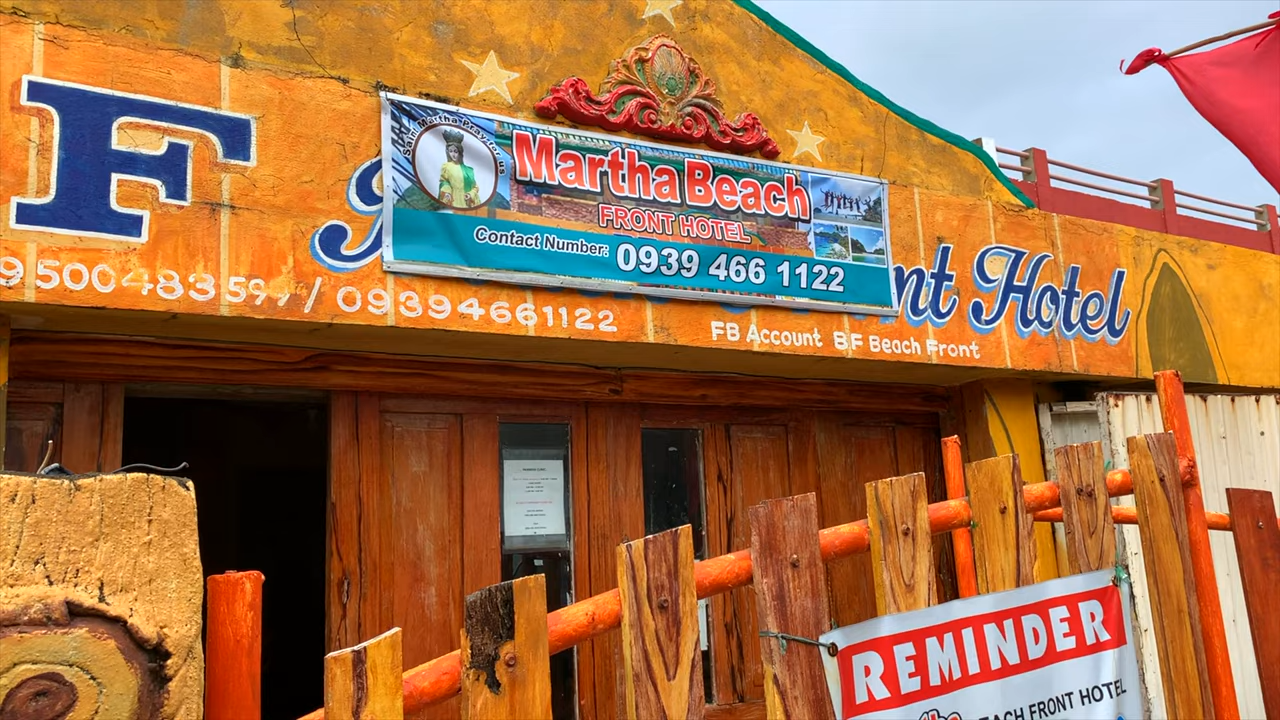 F
Saint Martha Pray for us
Martha Beach
FRONT HOTEL
Contact Number: 0939 466 1122
nt Hotel
09394661122
FB Account BF Beach Front
REMINDER
EACH FRONT HOTEL